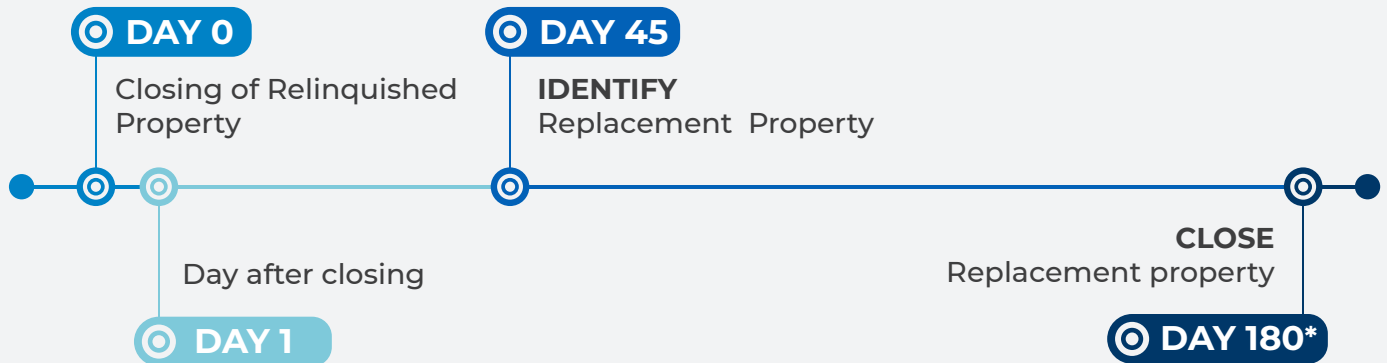 DAY 0
Closing of Relinquished
Property
DAY 45
IDENTIFY
Replacement Property
Day after closing
DAY 1
CLOSE
Replacement property
DAY 180*